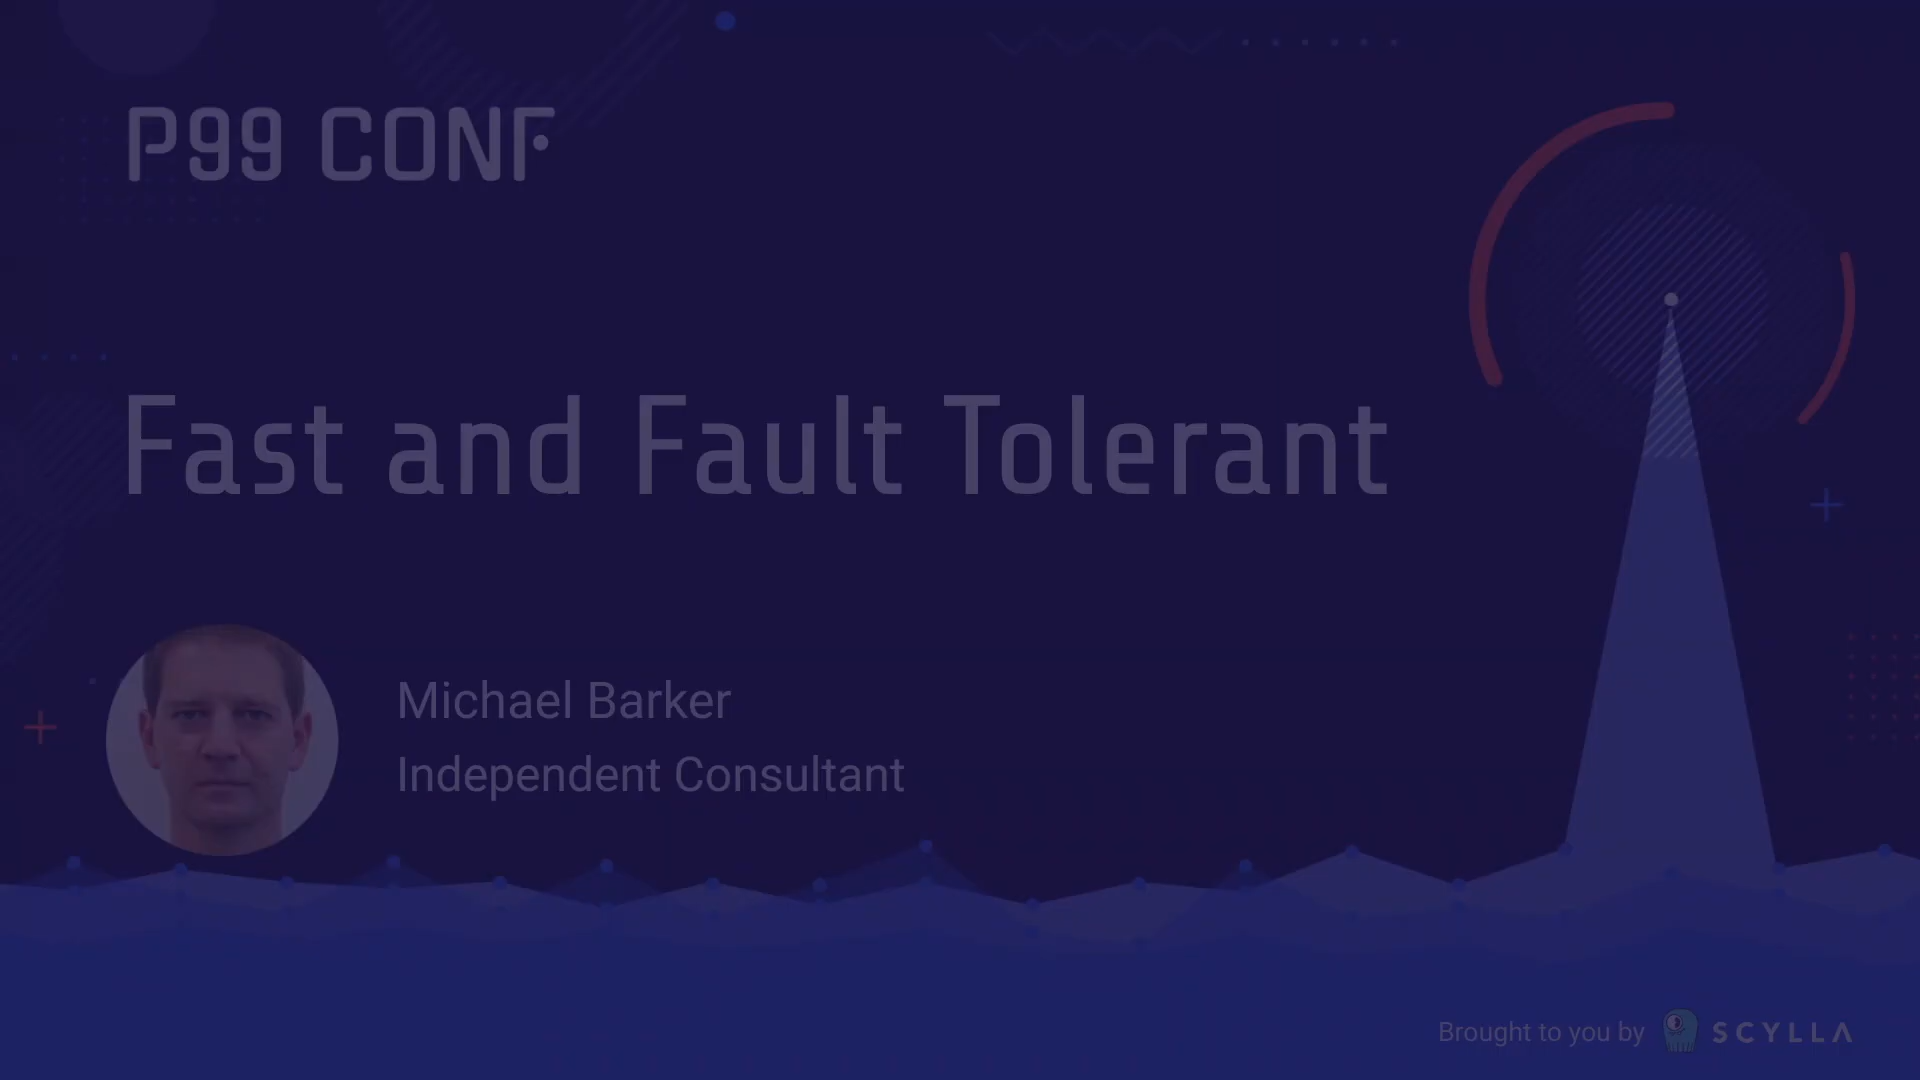 P99 CONF
Fast and Fault Tolerant
Michael Barker
Independent Consultant
Brought to you by SCYLLA